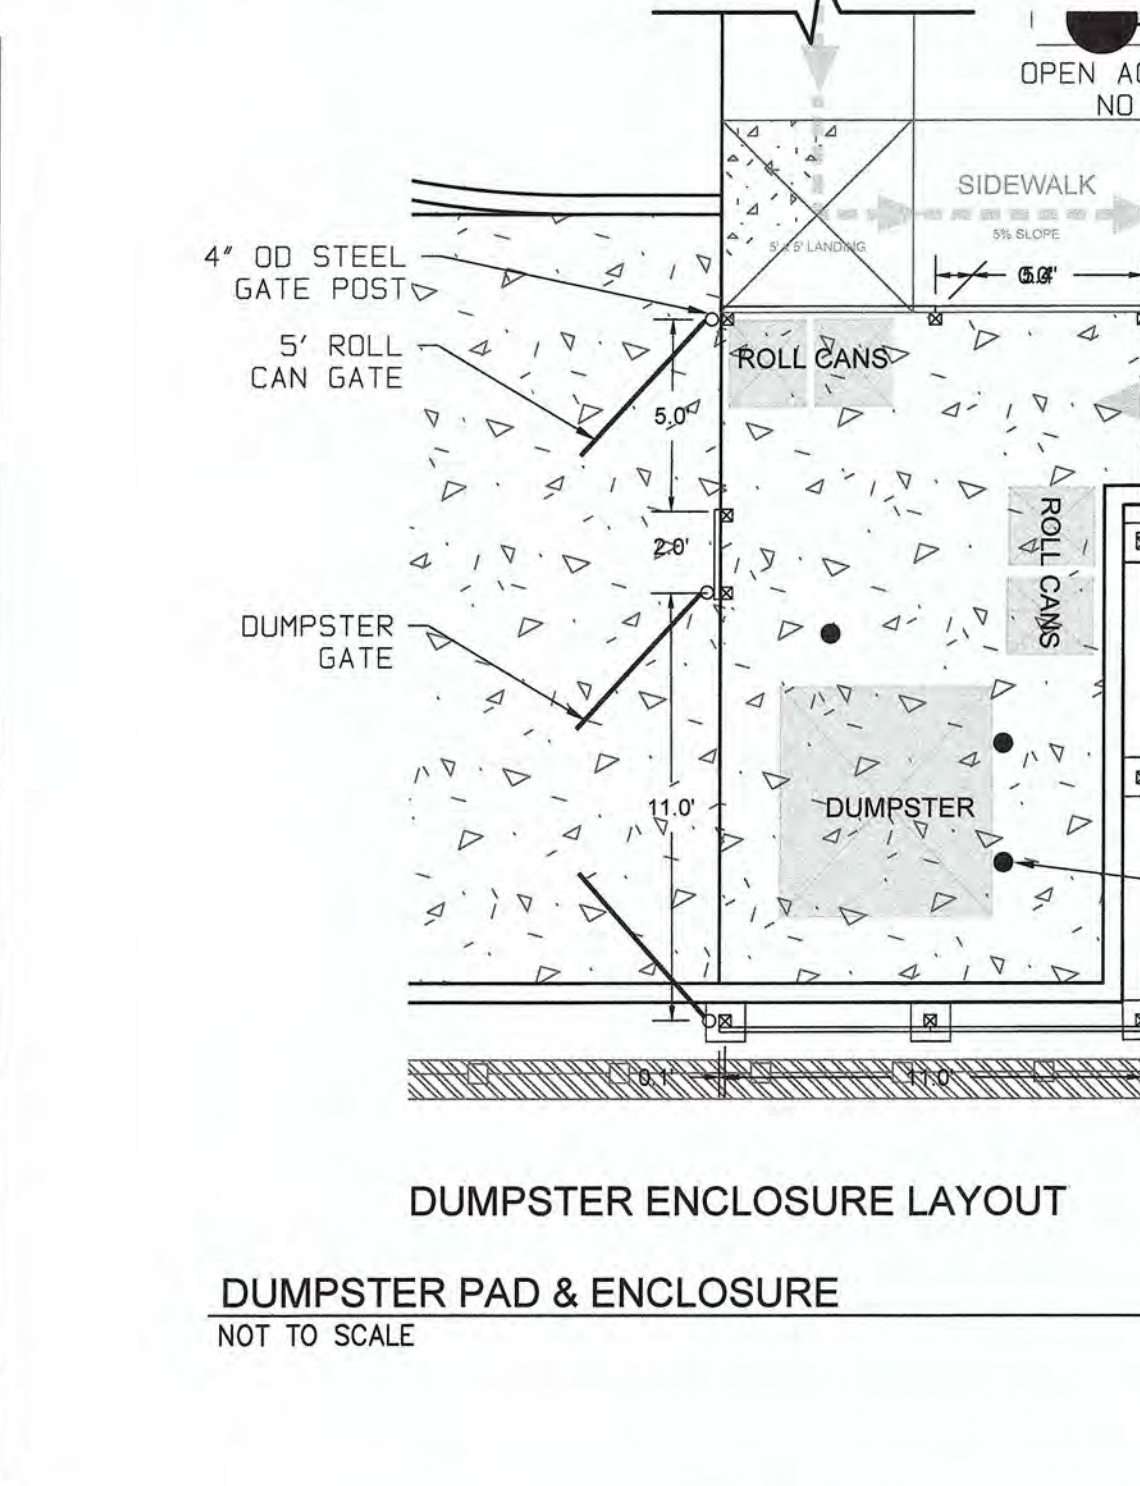 OPEN
NO
SIDEWALK
5% SLOPE
5' x 5' LANDING
4" OD STEEL
GATE POST
5' ROLL
CAN GATE
ROLL CANS
5.0'
ROLL CANS
2.0'
DUMPSTER
GATE
11.0'
DUMPSTER
0.1'
11.0'
DUMPSTER ENCLOSURE LAYOUT
DUMPSTER PAD & ENCLOSURE
NOT TO SCALE